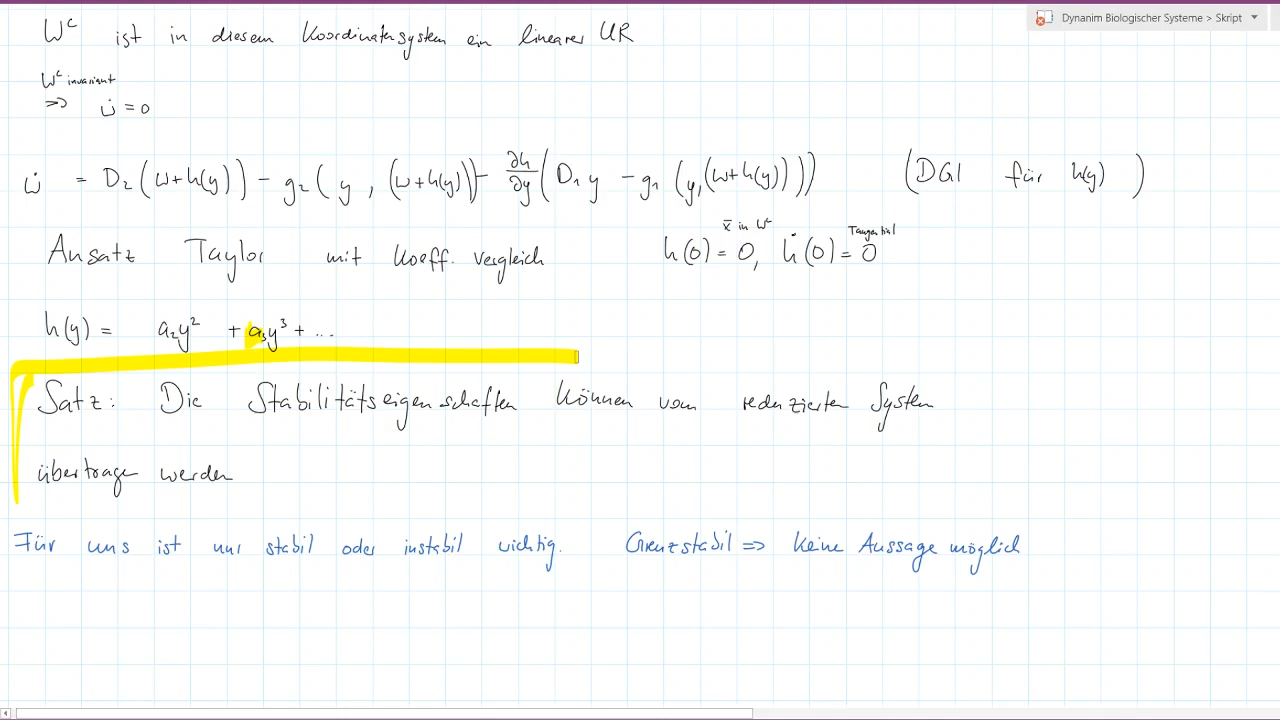 Dynanim Biologischer Systeme > Skript
W^c ist in diesem Koordinatensystem ein linearer UR
W^c invariant
=> ẇ = 0
ẇ = D₂(w+h(y)) - g₂(y, (w+h(y)) - ∂h/∂y (D₁y - g₁(y,(w+h(y)))) (DGl für h(y))
Ansatz Taylor mit Koeff. vergleich h(0) = 0, ḣ(0) = 0
x̄ in W^c Tangential
h(y) = a₂y² + a₃y³ + ...
Satz: Die Stabilitätseigenschaften können vom reduzierten System
übertragen werden
Für uns ist nur stabil oder instabil wichtig. Grenzstabil => Keine Aussage möglich